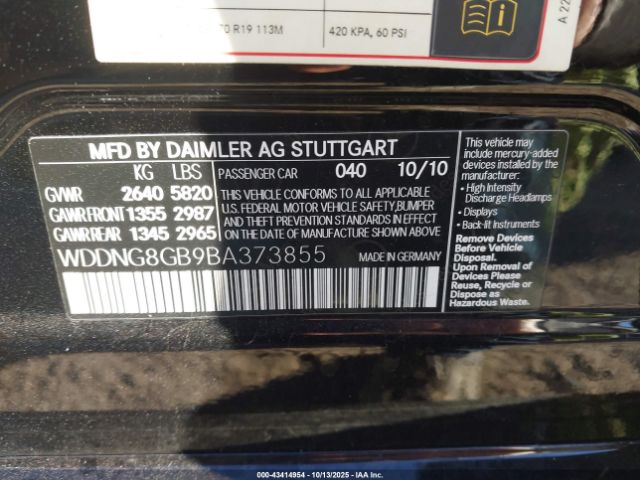 R19 113M
420 KPA, 60 PSI
A 22
MFD BY DAIMLER AG STUTTGART
KG LBS
GVWR 2640 5820
GAWR FRONT 1355 2987
GAWR REAR 1345 2965
PASSENGER CAR 040 10/10
THIS VEHICLE CONFORMS TO ALL APPLICABLE
U.S. FEDERAL MOTOR VEHICLE SAFETY, BUMPER
AND THEFT PREVENTION STANDARDS IN EFFECT
ON THE DATE OF MANUFACTURE SHOWN ABOVE
WDDNG8GB9BA373855
MADE IN GERMANY
This vehicle may
include mercury-added
devices installed by the
manufacturer:
• High Intensity
Discharge Headlamps
• Displays
• Back-lit Instruments
Remove Devices
Before Vehicle
Disposal.
Upon Removal of
Devices Please
Reuse, Recycle or
Dispose as
Hazardous Waste.
000-43414954 | 10/13/2025 - IAA Inc.